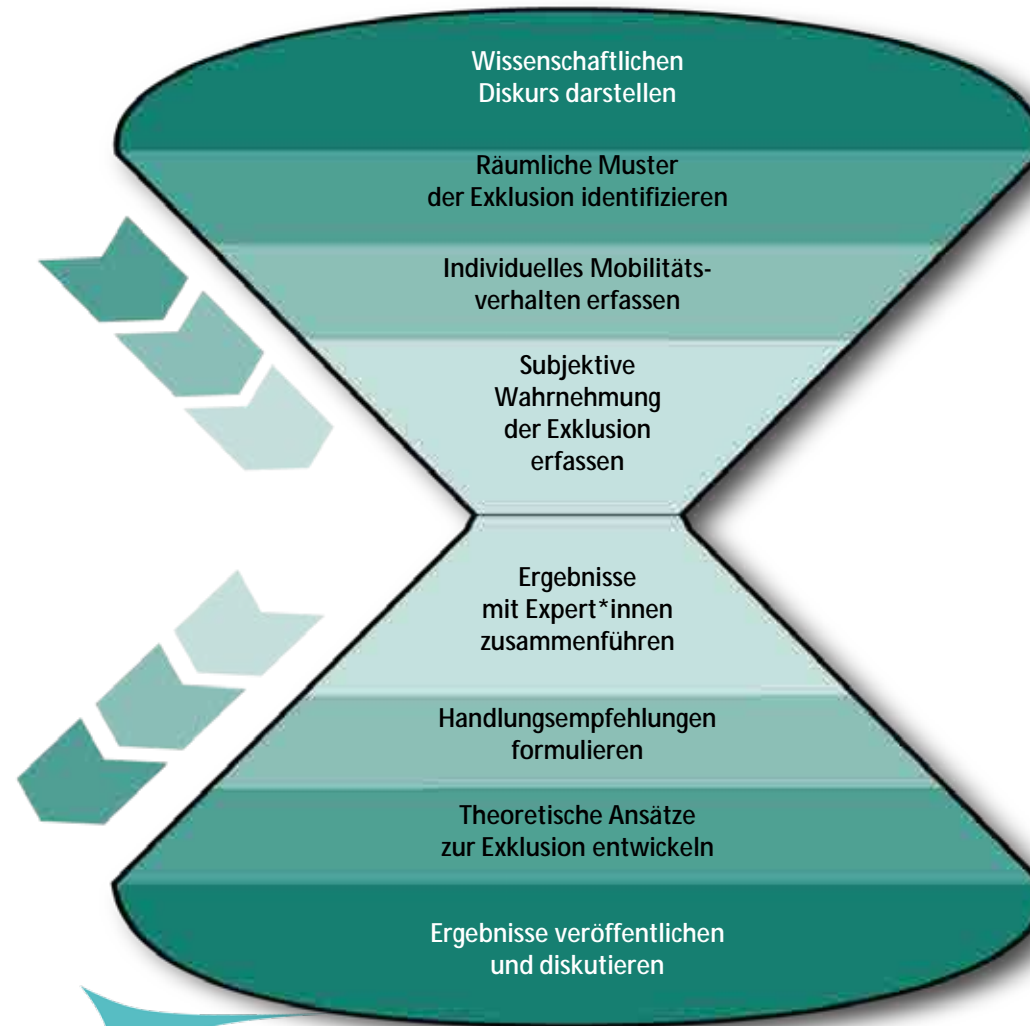 Wissenschaftlichen
Diskurs darstellen
Räumliche Muster
der Exklusion identifizieren
Individuelles Mobilitäts-
verhalten erfassen
Subjektive
Wahrnehmung
der Exklusion
erfassen
Ergebnisse
mit Expert*innen
zusammenführen
Handlungsempfehlungen
formulieren
Theoretische Ansätze
zur Exklusion entwickeln
Ergebnisse veröffentlichen
und diskutieren